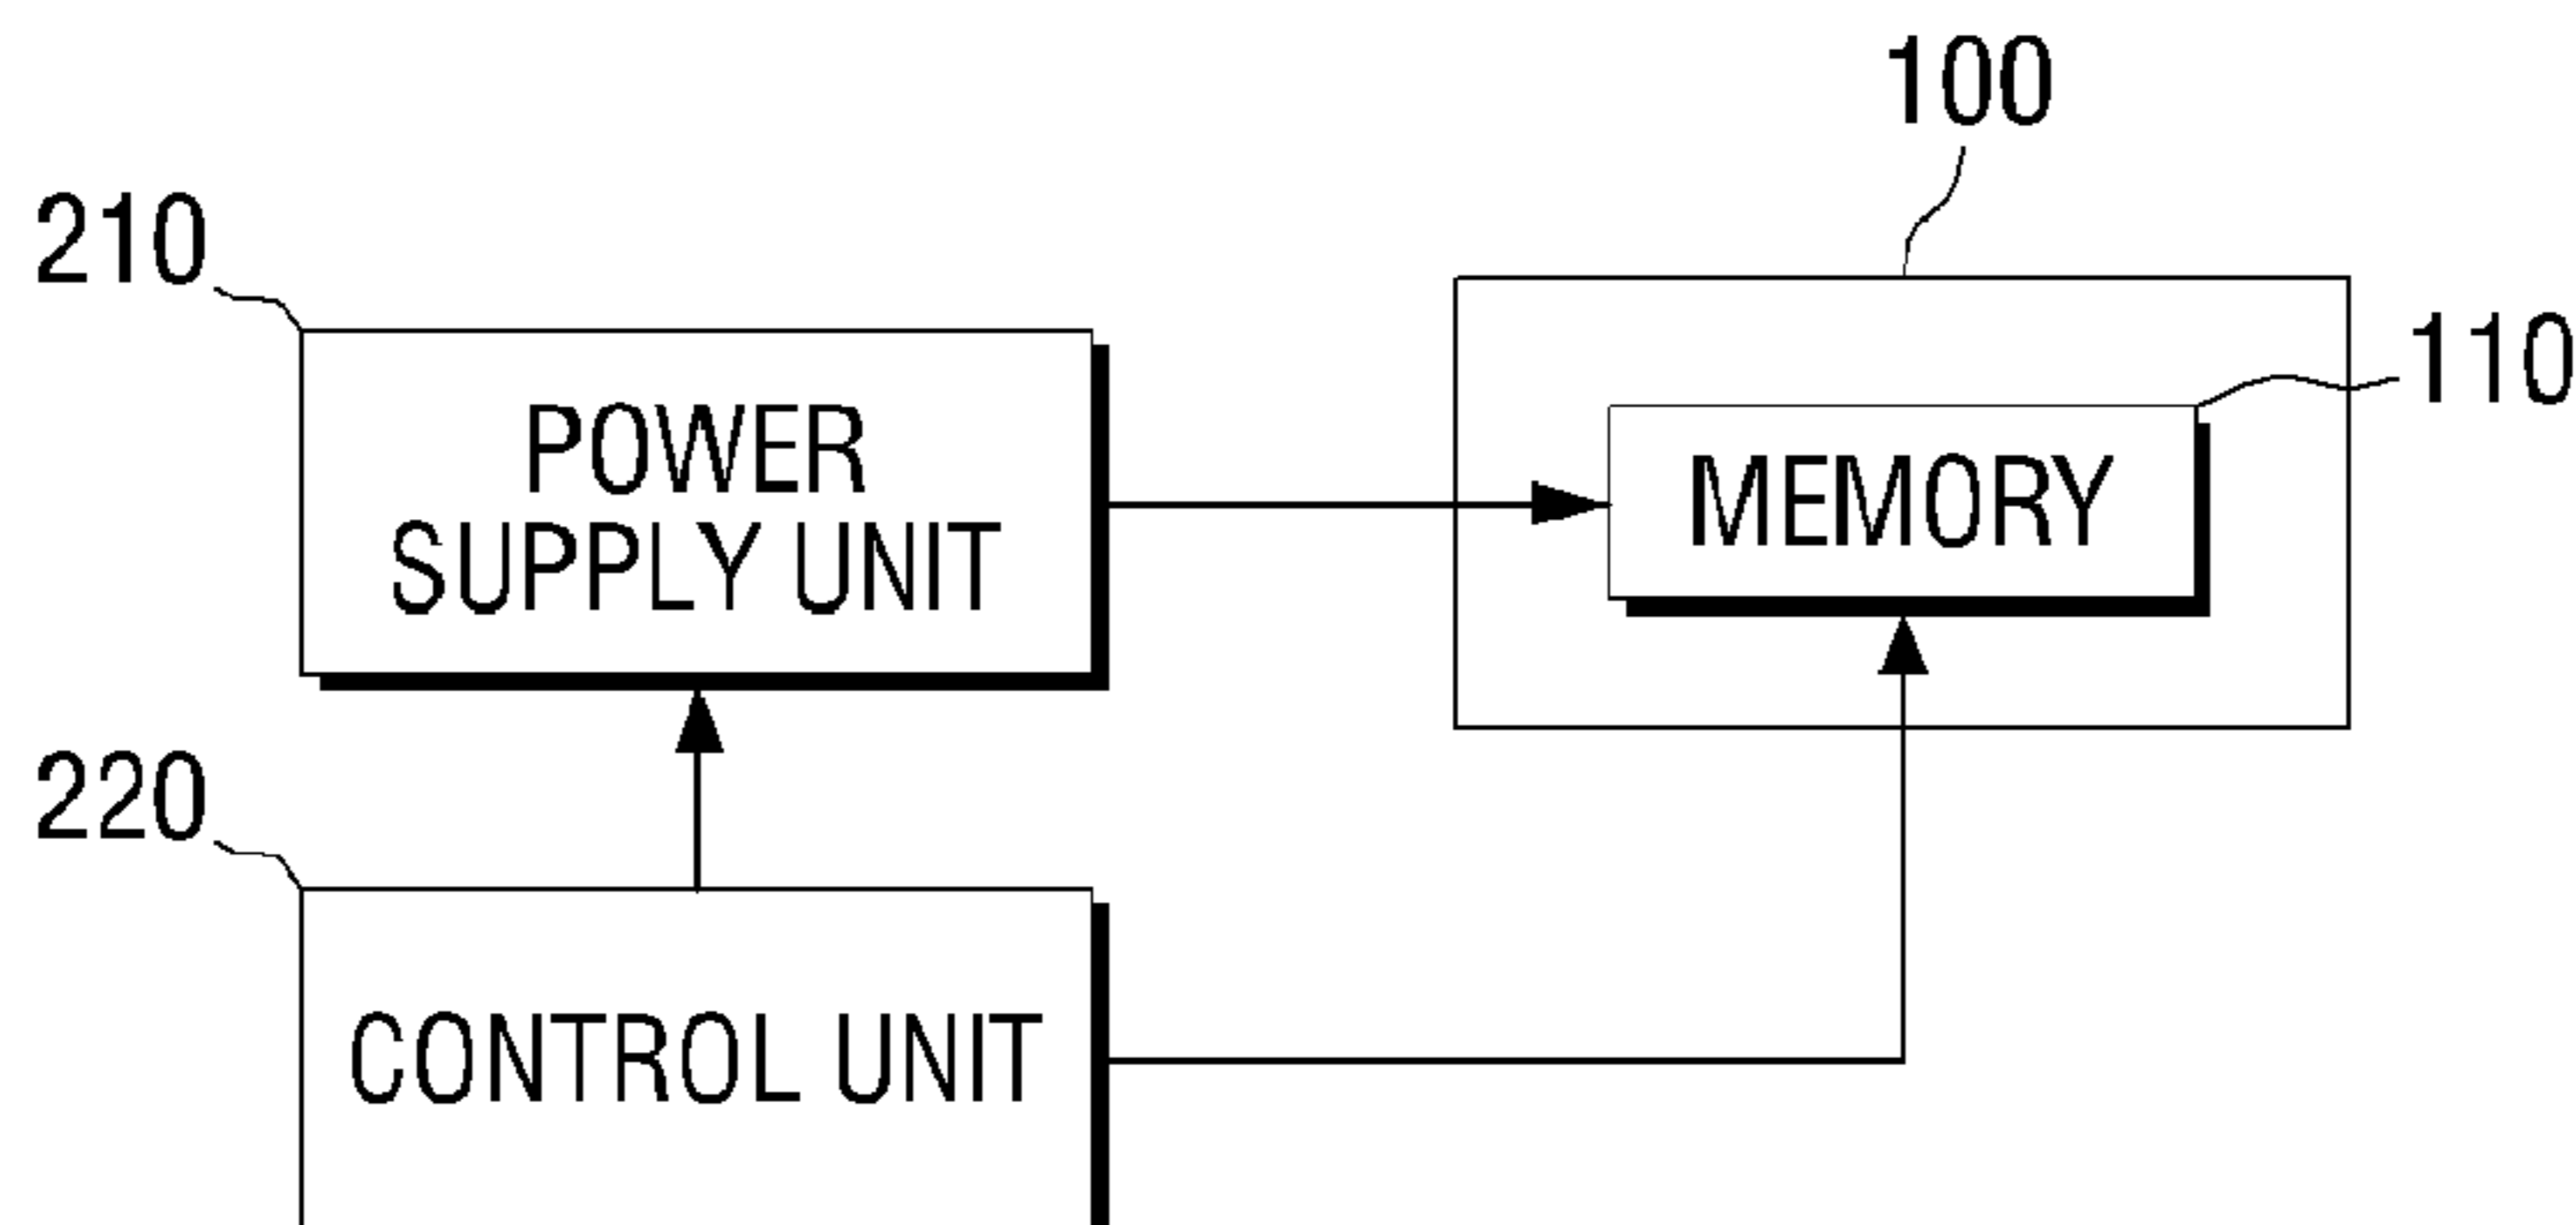 100
210
110
POWER
SUPPLY UNIT
MEMORY
220
CONTROL UNIT